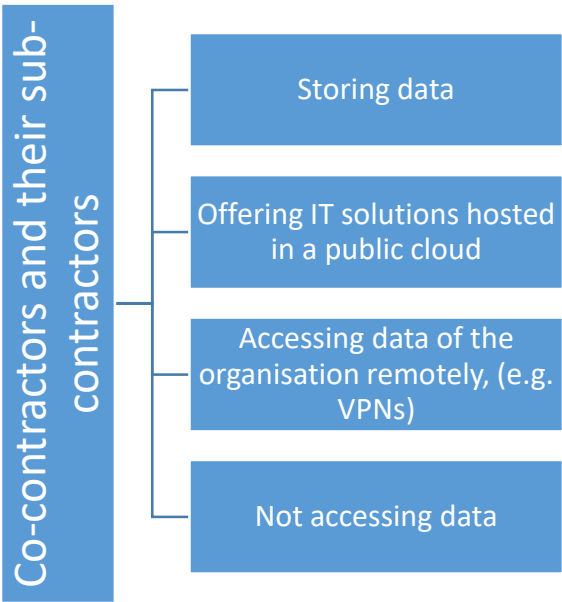 Co-contractors and their sub-
contractors
Storing data
Offering IT solutions hosted
in a public cloud
Accessing data of the
organisation remotely, (e.g.
VPNs)
Not accessing data